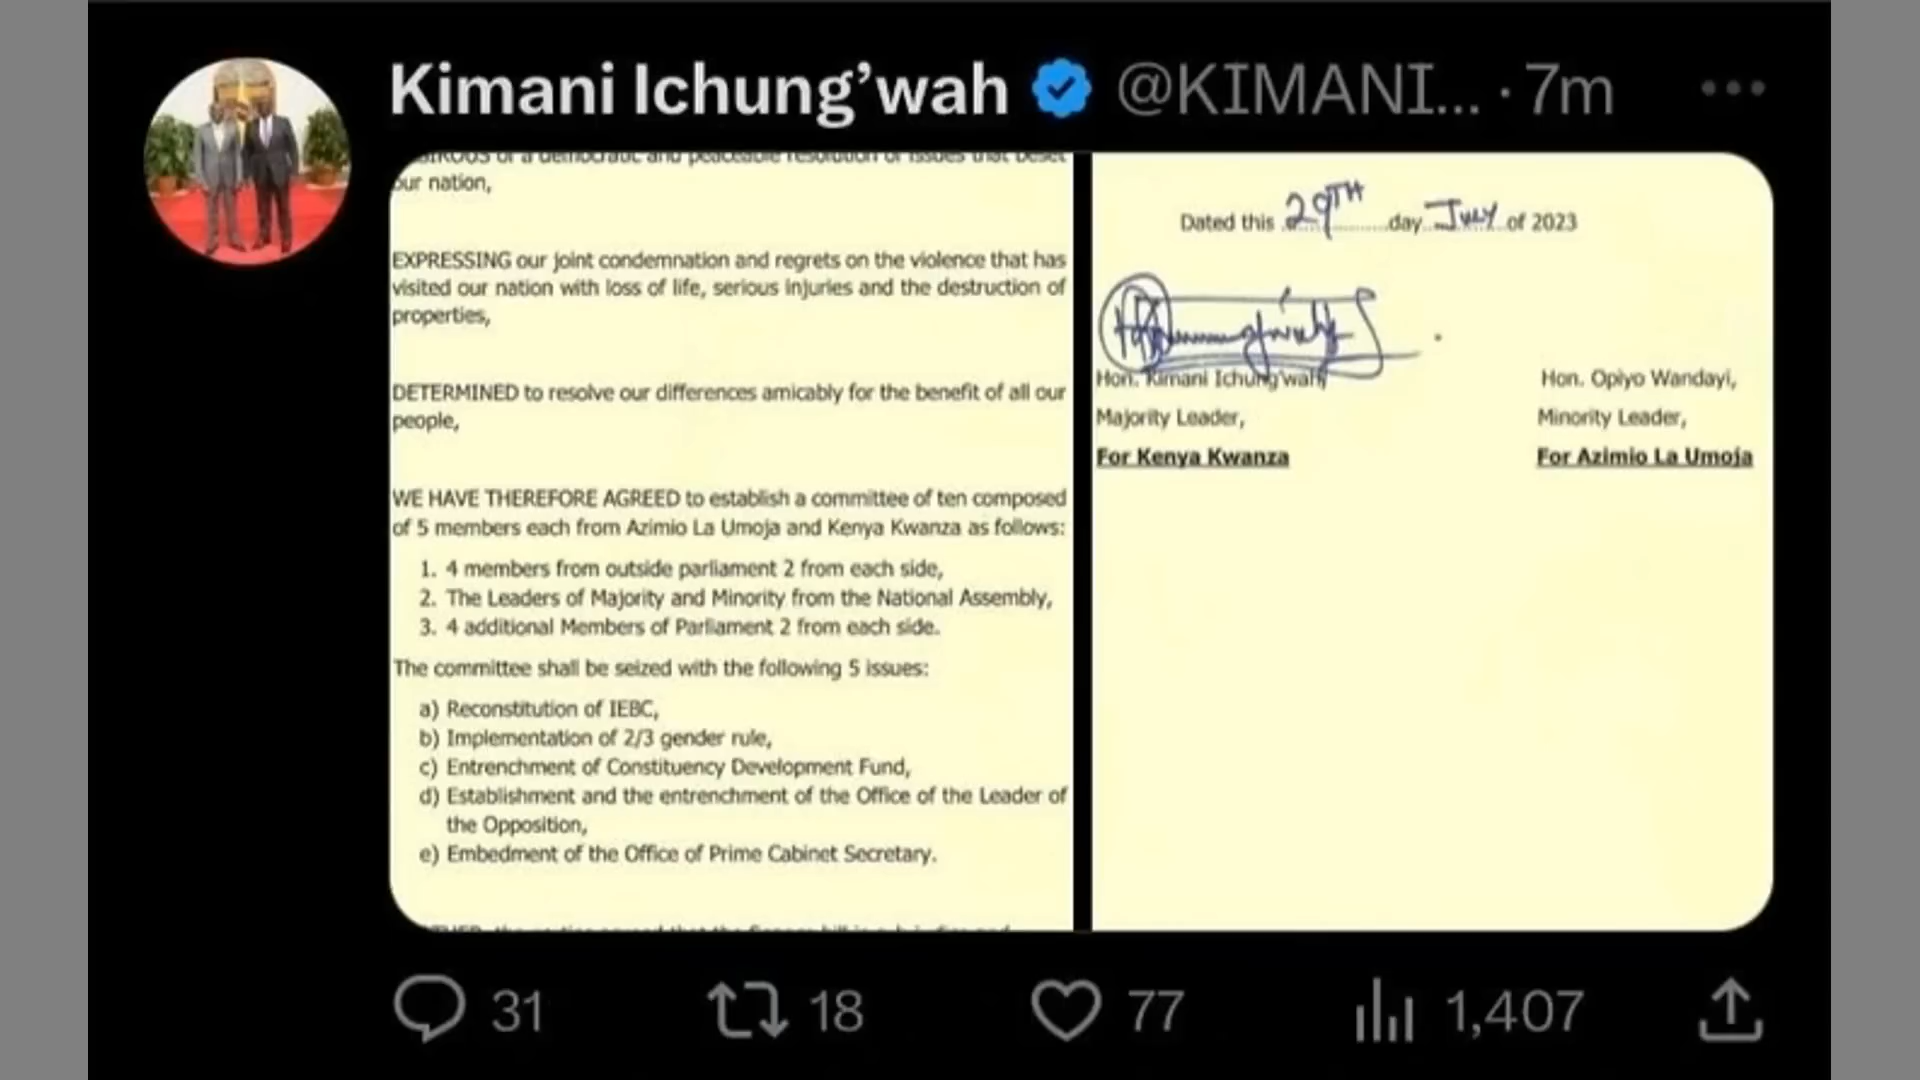 Kimani Ichung’wah @KIMANI... · 7m
of a democratic and peaceable resolution of issues that beset
our nation,
EXPRESSING our joint condemnation and regrets on the violence that has
visited our nation with loss of life, serious injuries and the destruction of
properties,
DETERMINED to resolve our differences amicably for the benefit of all our
people,
WE HAVE THEREFORE AGREED to establish a committee of ten composed
of 5 members each from Azimio La Umoja and Kenya Kwanza as follows:
1. 4 members from outside parliament 2 from each side,
2. The Leaders of Majority and Minority from the National Assembly,
3. 4 additional Members of Parliament 2 from each side.
The committee shall be seized with the following 5 issues:
a) Reconstitution of IEBC,
b) Implementation of 2/3 gender rule,
c) Entrenchment of Constituency Development Fund,
d) Establishment and the entrenchment of the Office of the Leader of
the Opposition,
e) Embedment of the Office of Prime Cabinet Secretary.
Dated this 29TH day July of 2023
Hon. Kimani Ichung'wah,
Majority Leader,
For Kenya Kwanza
Hon. Opiyo Wandayi,
Minority Leader,
For Azimio La Umoja
31 18 77 1,407